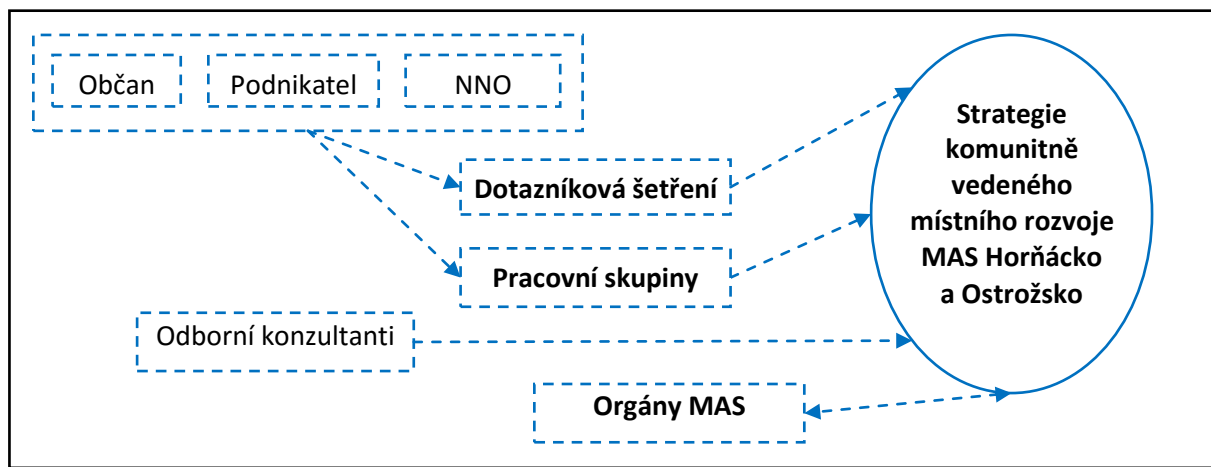 Občan
Podnikatel
NNO
Dotazníková šetření
Pracovní skupiny
Odborní konzultanti
Orgány MAS
Strategie
komunitně
vedeného
místního rozvoje
MAS Horňácko
a Ostrožsko